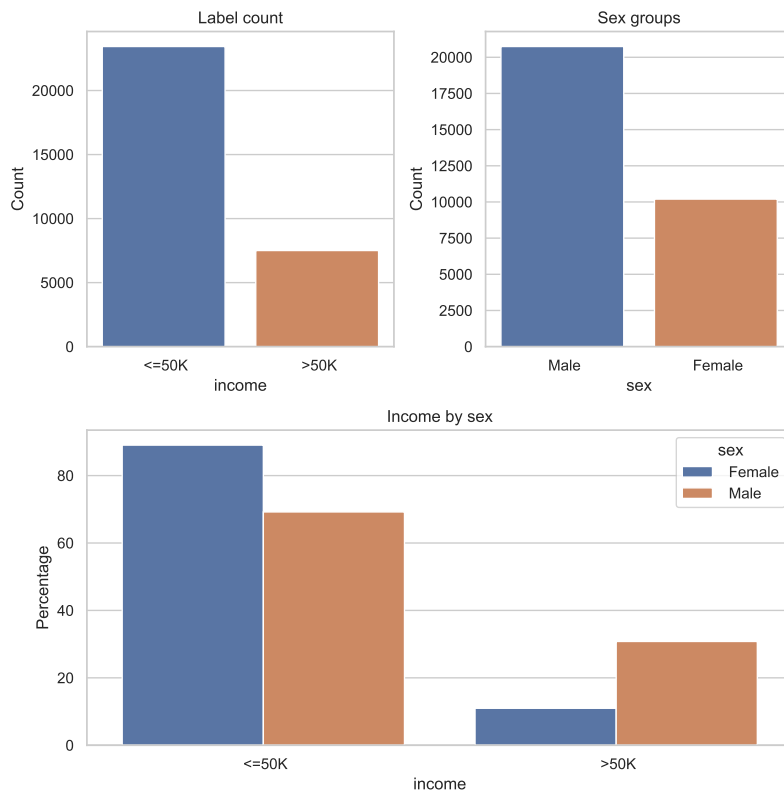 Label count
Count
20000
15000
10000
5000
0
<=50K
>50K
income
Sex groups
Count
20000
17500
15000
12500
10000
7500
5000
2500
0
Male
Female
sex
Income by sex
Percentage
80
60
40
20
0
<=50K
>50K
income
sex
Female
Male